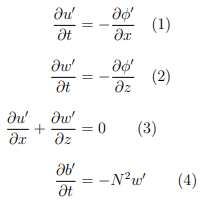 ∂u′/∂t = −∂ϕ′/∂x (1)
∂w′/∂t = −∂ϕ′/∂z (2)
∂u′/∂x + ∂w′/∂z = 0 (3)
∂b′/∂t = −N²w′ (4)